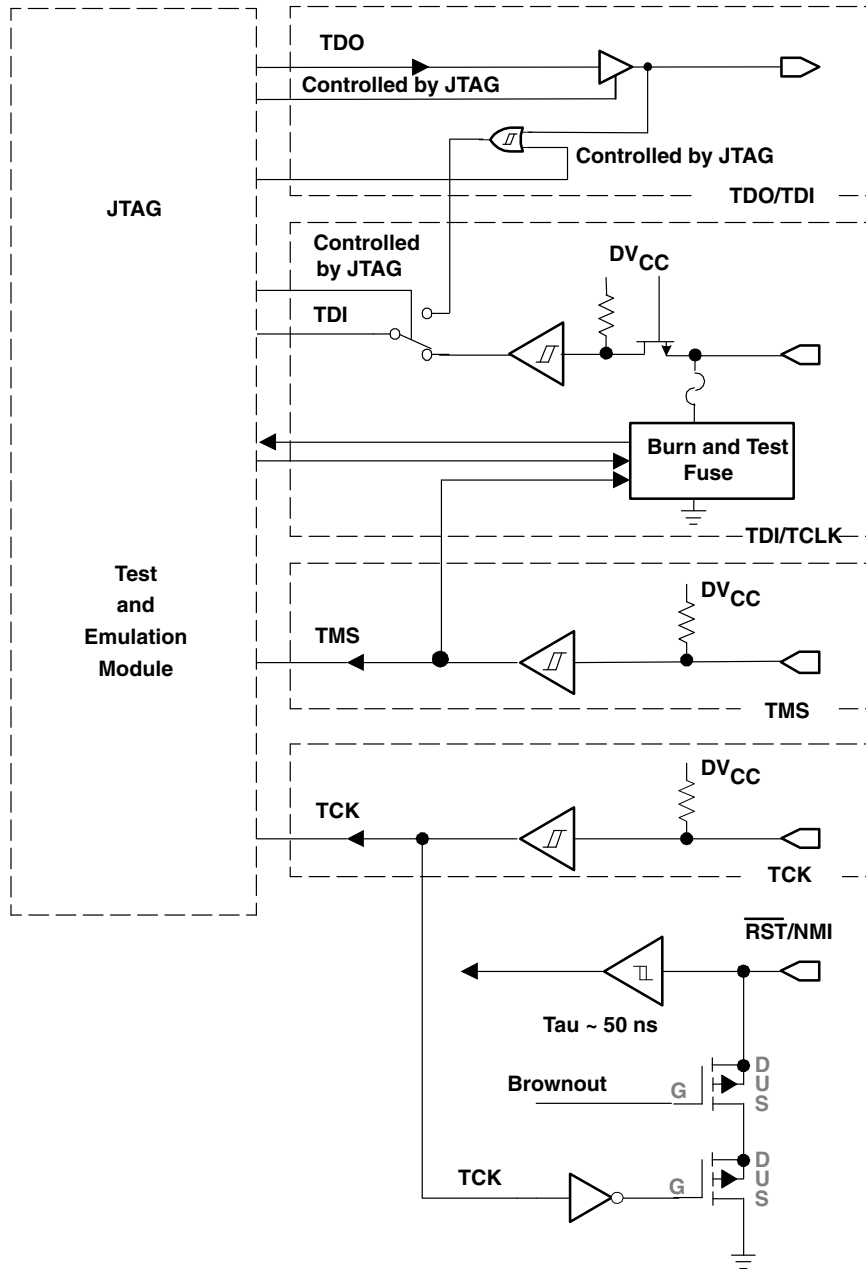 TDO
Controlled by JTAG
Controlled by JTAG
TDO/TDI
JTAG
Controlled
by JTAG
DVCC
TDI
Burn and Test
Fuse
TDI/TCLK
Test
and
Emulation
Module
DVCC
TMS
TMS
DVCC
TCK
TCK
RST/NMI
Tau ~ 50 ns
Brownout
G
D
U
S
TCK
G
D
U
S